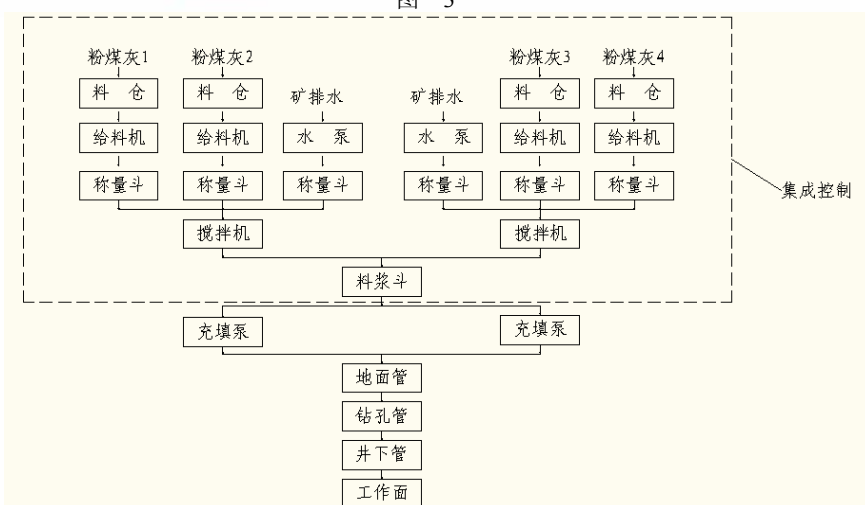 图 3
粉煤灰1 粉煤灰2 粉煤灰3 粉煤灰4
料 仓 料 仓 矿排水 矿排水 料 仓 料 仓
给料机 给料机 水 泵 水 泵 给料机 给料机
称量斗 称量斗 称量斗 称量斗 称量斗 称量斗
集成控制
搅拌机 搅拌机
料浆斗
充填泵 充填泵
地面管
钻孔管
井下管
工作面